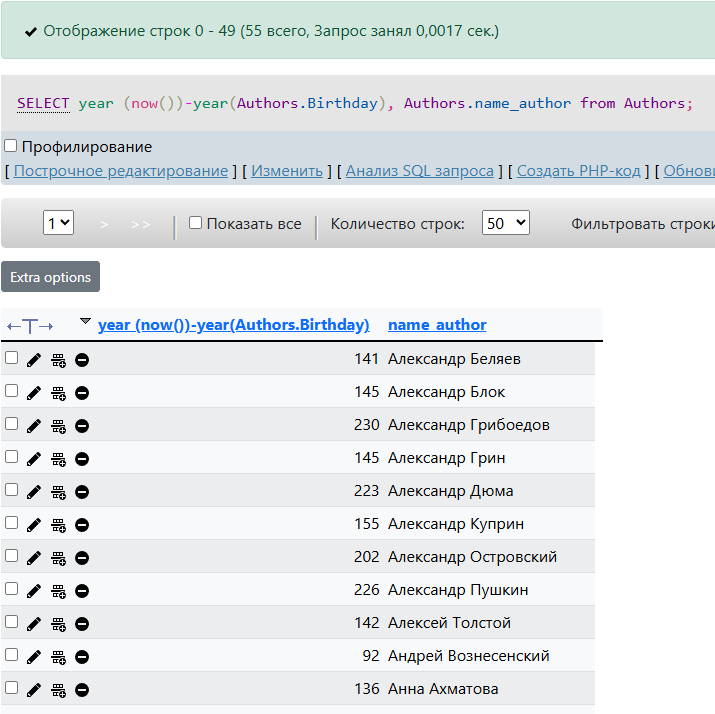 Отображение строк 0 - 49 (55 всего, Запрос занял 0,0017 сек.)
SELECT year (now())-year(Authors.Birthday), Authors.name_author from Authors;
Профилирование
[ Построчное редактирование ] [ Изменить ] [ Анализ SQL запроса ] [ Создать PHP-код ] [
1 > >> | Показать все | Количество строк: 50 Фильтровать строки
Extra options
←T→ year (now())-year(Authors.Birthday) name_author
141 Александр Беляев
145 Александр Блок
230 Александр Грибоедов
145 Александр Грин
223 Александр Дюма
155 Александр Куприн
202 Александр Островский
226 Александр Пушкин
142 Алексей Толстой
92 Андрей Вознесенский
136 Анна Ахматова